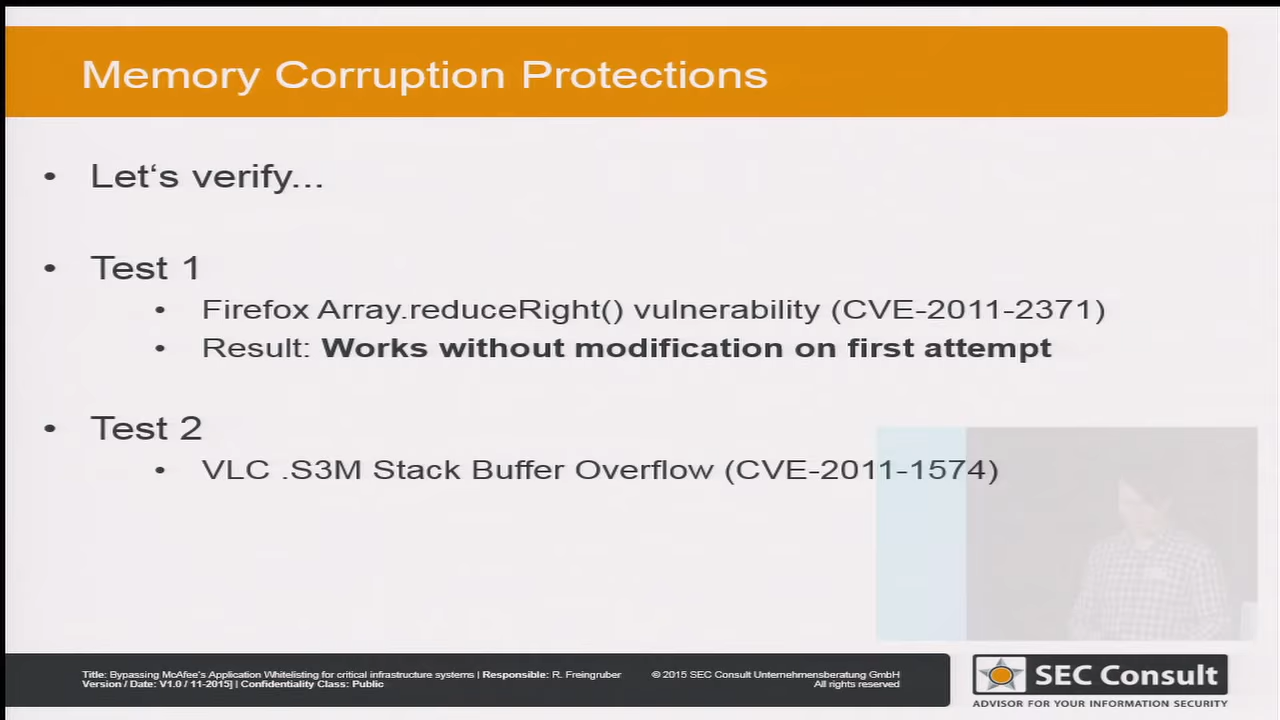 Memory Corruption Protections
• Let‘s verify...
• Test 1
• Firefox Array.reduceRight() vulnerability (CVE-2011-2371)
• Result: Works without modification on first attempt
• Test 2
• VLC .S3M Stack Buffer Overflow (CVE-2011-1574)
Title: Bypassing McAfee's Application Whitelisting for critical infrastructure systems | Responsible: R. Freingruber
Version / Date: V1.0 / 11-2015] | Confidentiality Class: Public
© 2015 SEC Consult Unternehmensberatung GmbH
All rights reserved
SEC Consult
ADVISOR FOR YOUR INFORMATION SECURITY